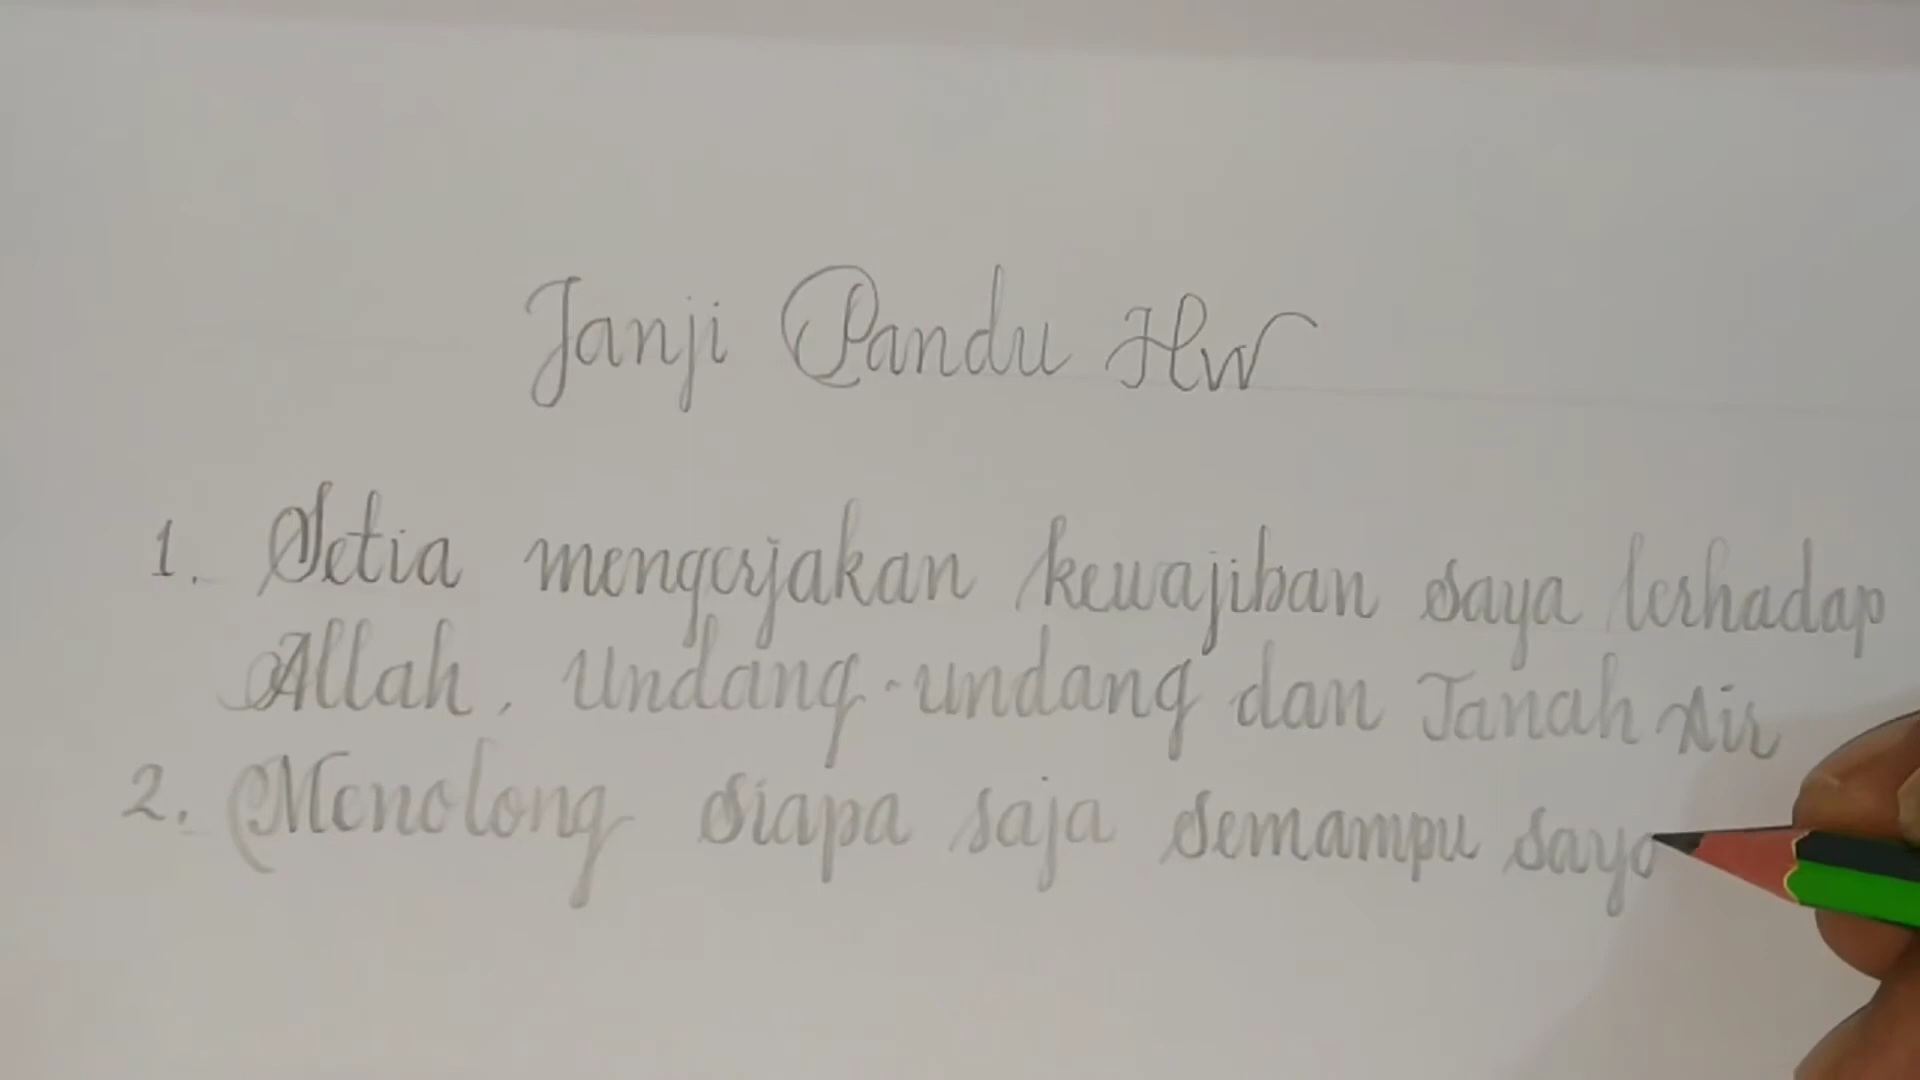 Janji Pandu HW
1. Setia mengerjakan kewajiban saya terhadap
Allah, Undang-undang dan Tanah Air
2. Menolong siapa saja semampu saya